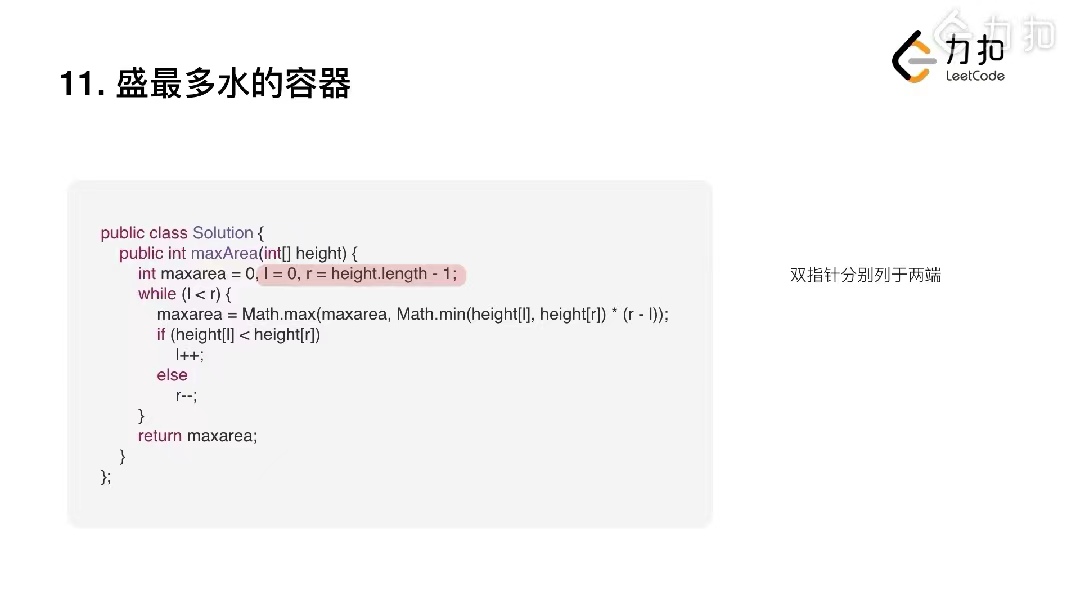 力扣
力扣
LeetCode
11. 盛最多水的容器
public class Solution {
public int maxArea(int[] height) {
int maxarea = 0, l = 0, r = height.length - 1;
while (l < r) {
maxarea = Math.max(maxarea, Math.min(height[l], height[r]) * (r - l));
if (height[l] < height[r])
l++;
else
r--;
}
return maxarea;
}
};
双指针分别列于两端